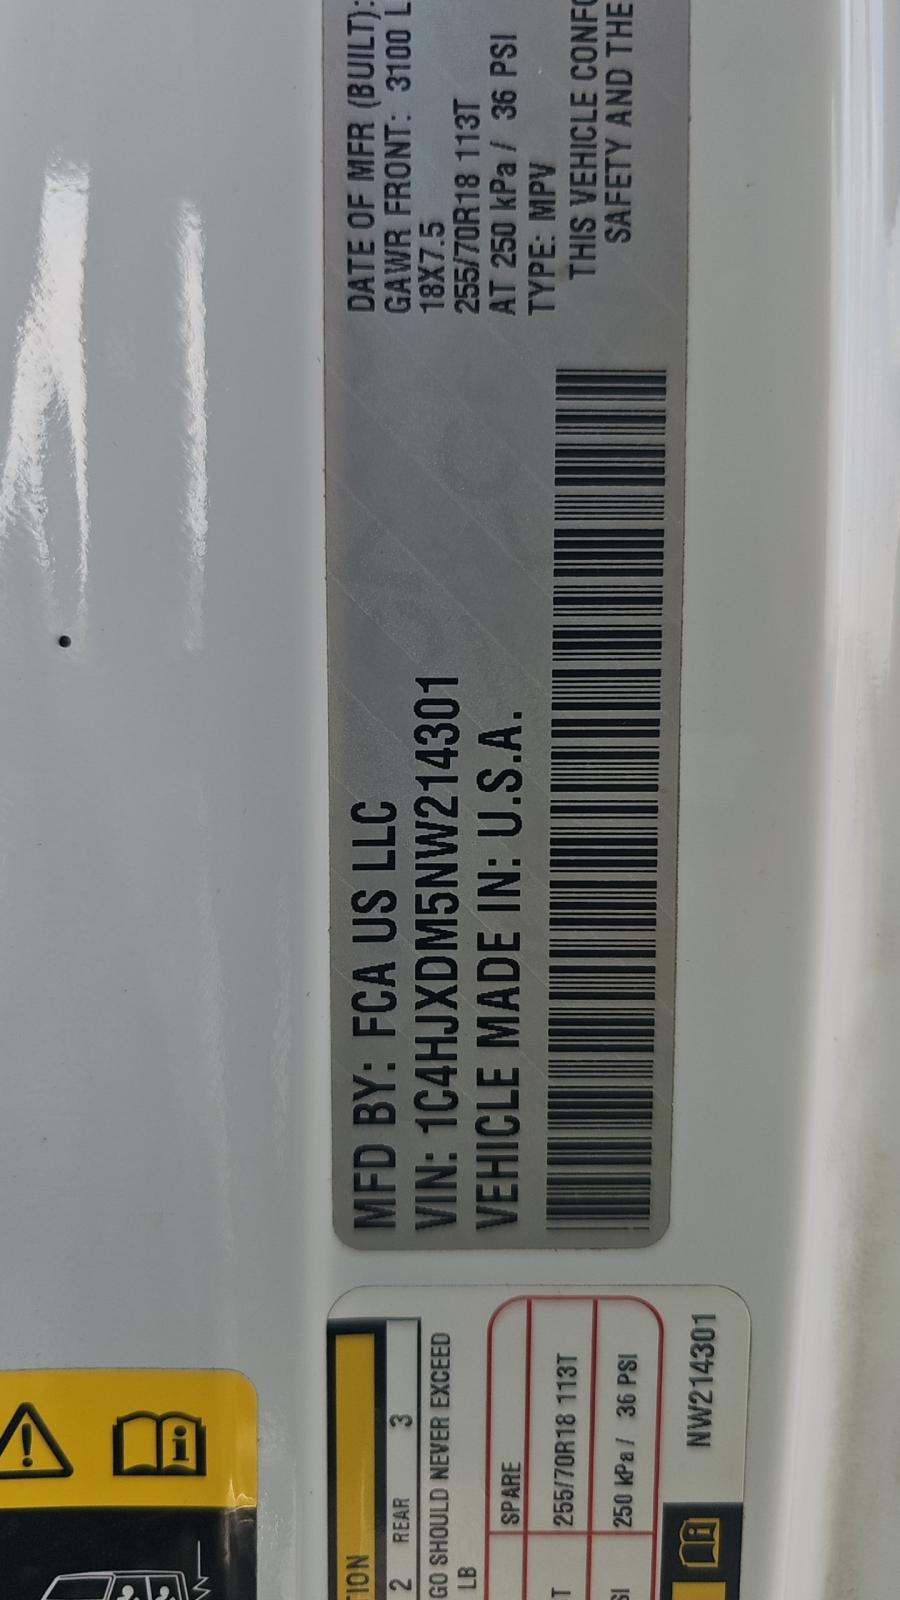 MFD BY: FCA US LLC
VIN: 1C4HJXDM5NW214301
VEHICLE MADE IN: U.S.A.
DATE OF MFR (BUILT):
GAWR FRONT: 3100 L
18X7.5
255/70R18 113T
AT 250 kPa / 36 PSI
TYPE: MPV
THIS VEHICLE CONFO
SAFETY AND THE
TION
2 REAR 3
GO SHOULD NEVER EXCEED
LB
SPARE
T 255/70R18 113T
SI 250 kPa / 36 PSI
NW214301